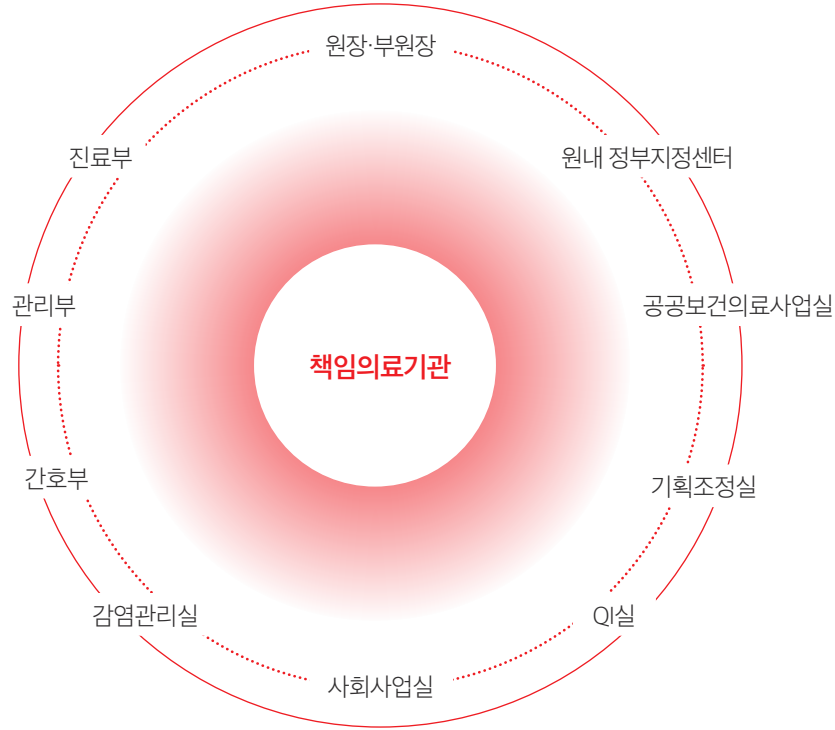 원장·부원장
진료부
원내 정부지정센터
관리부
공공보건의료사업실
책임의료기관
간호부
기획조정실
감염관리실
QI실
사회사업실